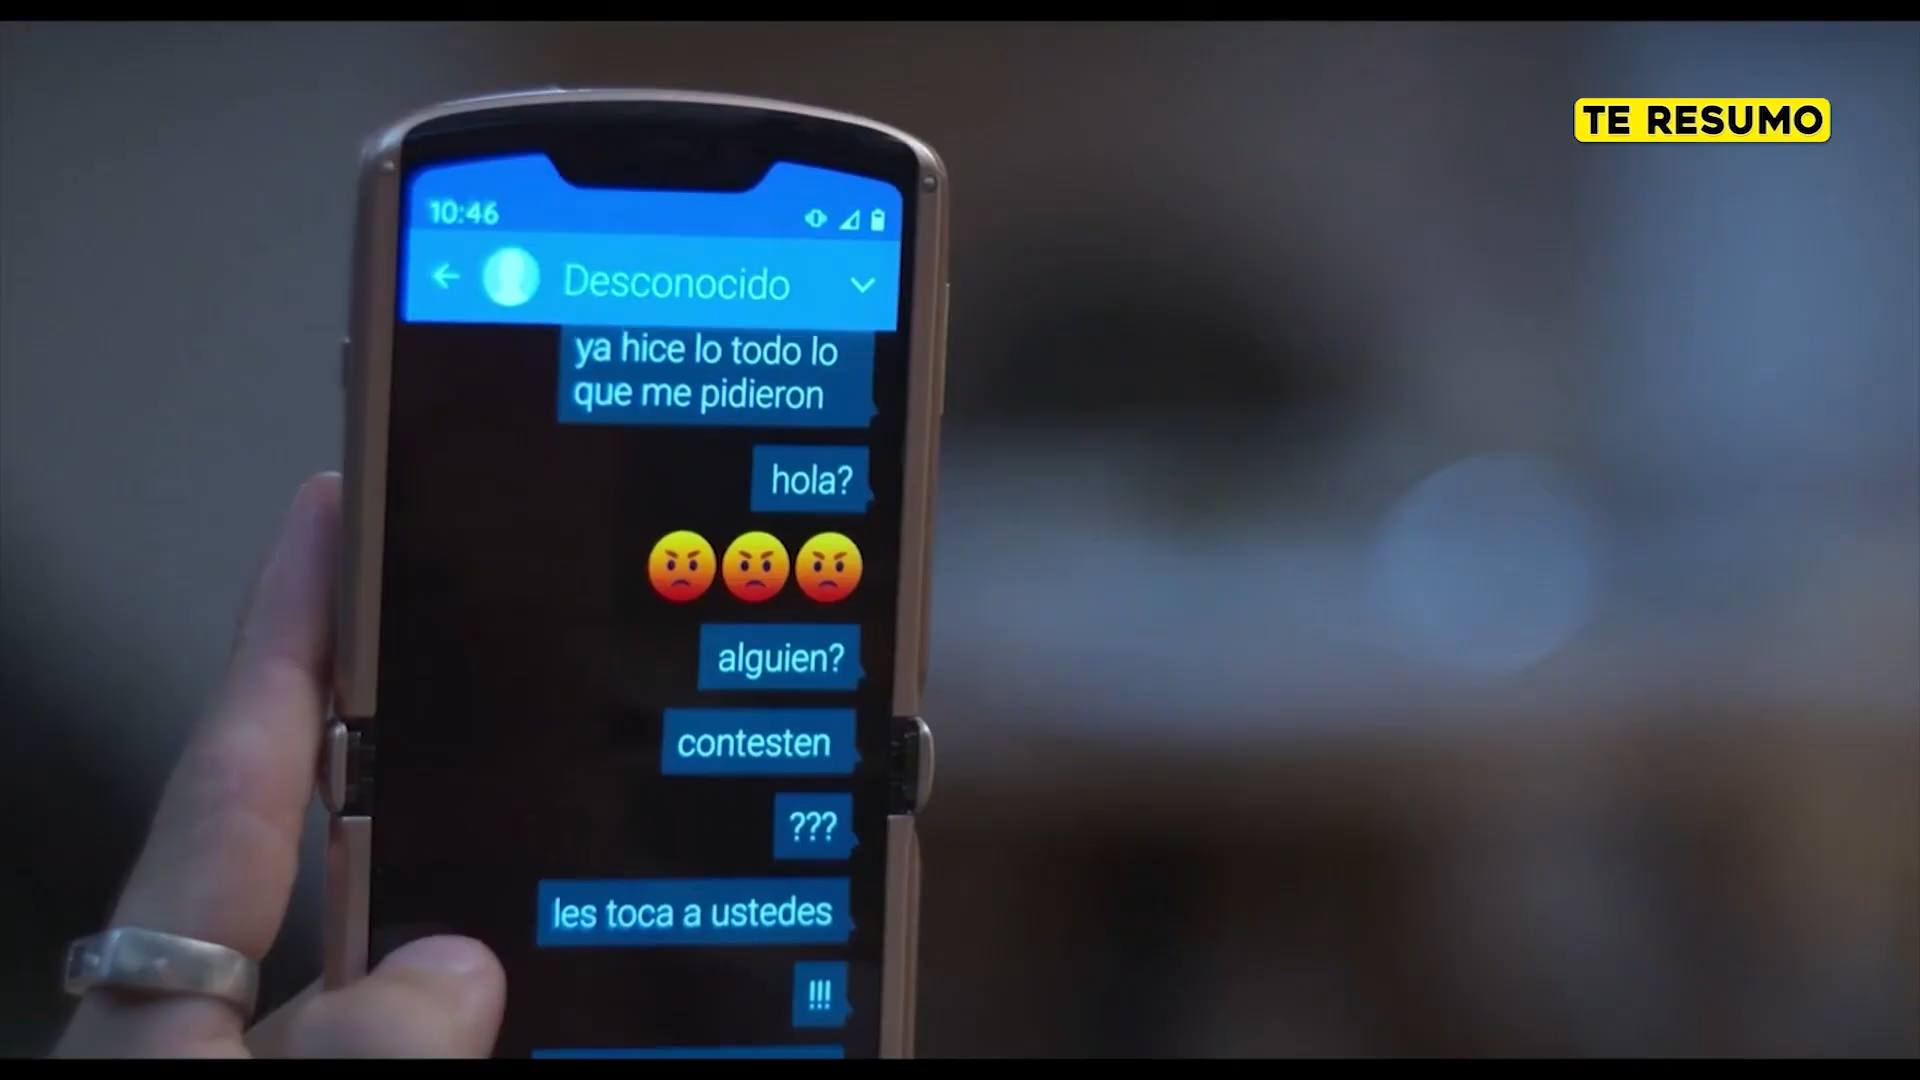 TE RESUMO
10:46
Desconocido
ya hice lo todo lo
que me pidieron
hola?
alguien?
contesten
???
les toca a ustedes
!!!